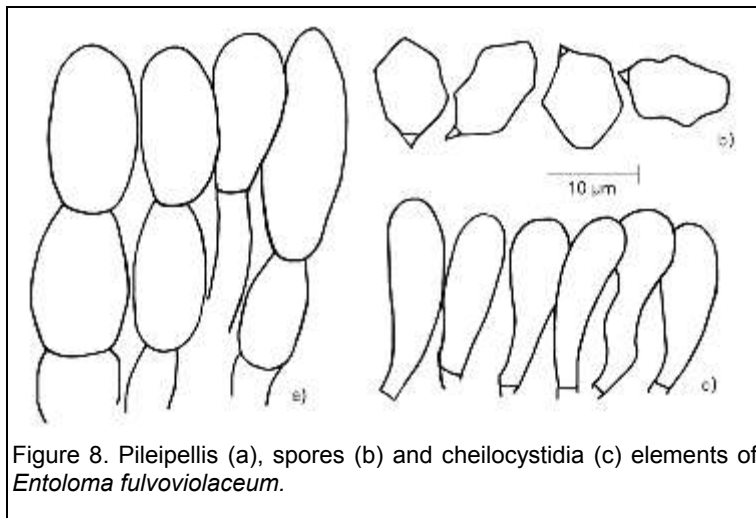 b)
10 µm
a)
c)
Figure 8. Pileipellis (a), spores (b) and cheilocystidia (c) elements of
Entoloma fulvoviolaceum.